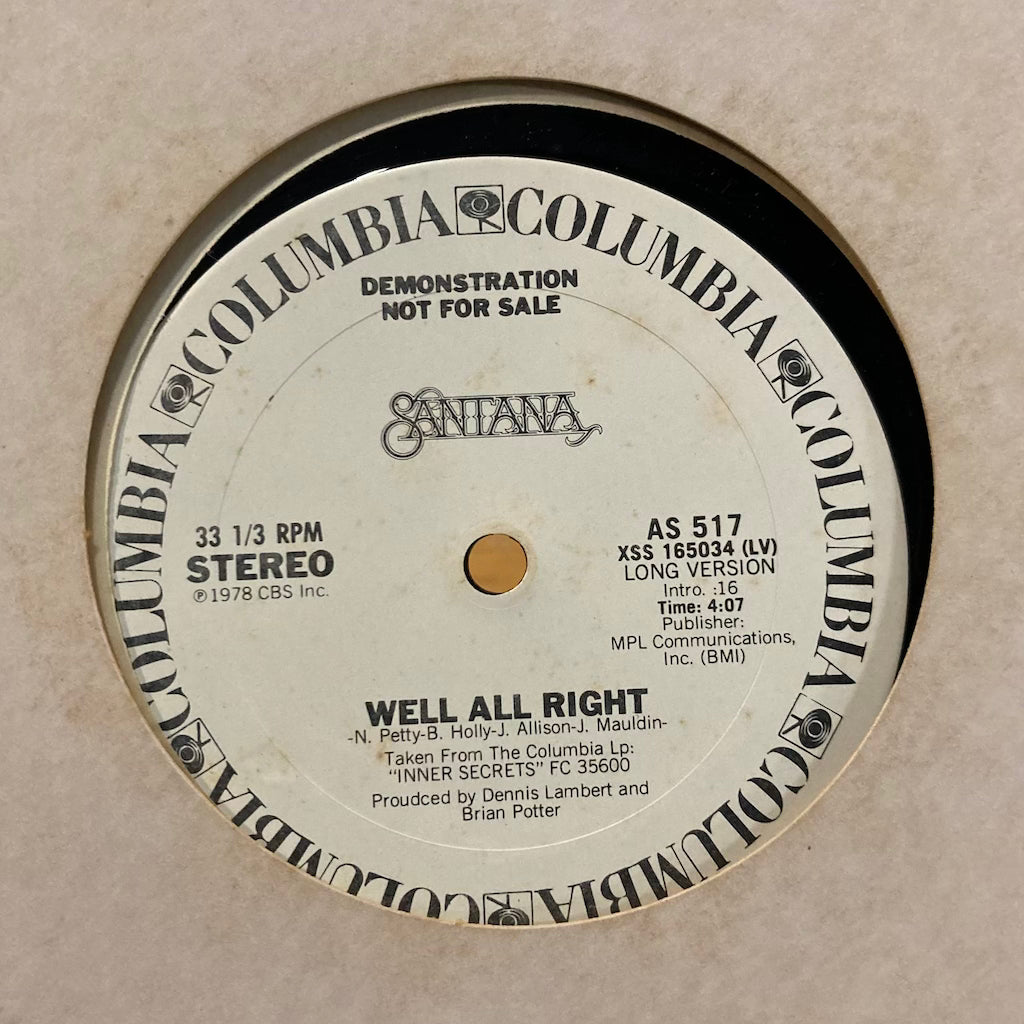 COLUMBIA COLUMBIA COLUMBIA COLUMBIA COLUMBIA COLUMBIA COLUMBIA COLUMBIA
DEMONSTRATION
NOT FOR SALE
SANTANA
33 1/3 RPM
STEREO
℗ 1978 CBS Inc.
AS 517
XSS 165034 (LV)
LONG VERSION
Intro. :16
Time: 4:07
Publisher:
MPL Communications,
Inc. (BMI)
WELL ALL RIGHT
-N. Petty-B. Holly-J. Allison-J. Mauldin-
Taken From The Columbia Lp:
"INNER SECRETS" FC 35600
Proudced by Dennis Lambert and
Brian Potter